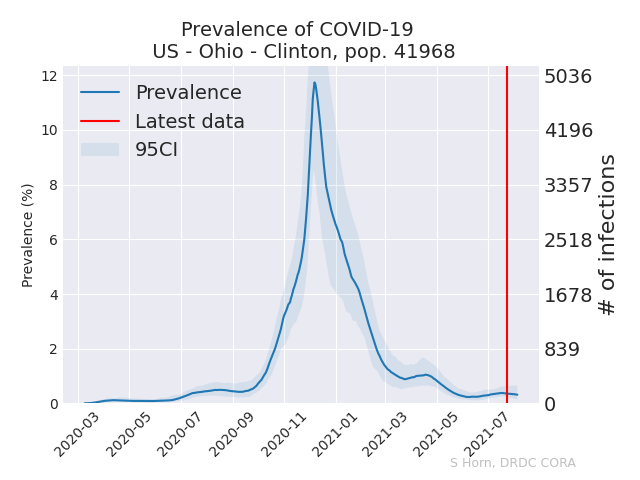 Prevalence of COVID-19
US - Ohio - Clinton, pop. 41968
Prevalence
Latest data
95CI
Prevalence (%)
12
10
8
6
4
2
0
5036
4196
3357
2518
1678
839
0
# of infections
2020-03
2020-05
2020-07
2020-09
2020-11
2021-01
2021-03
2021-05
2021-07
S Horn, DRDC CORA